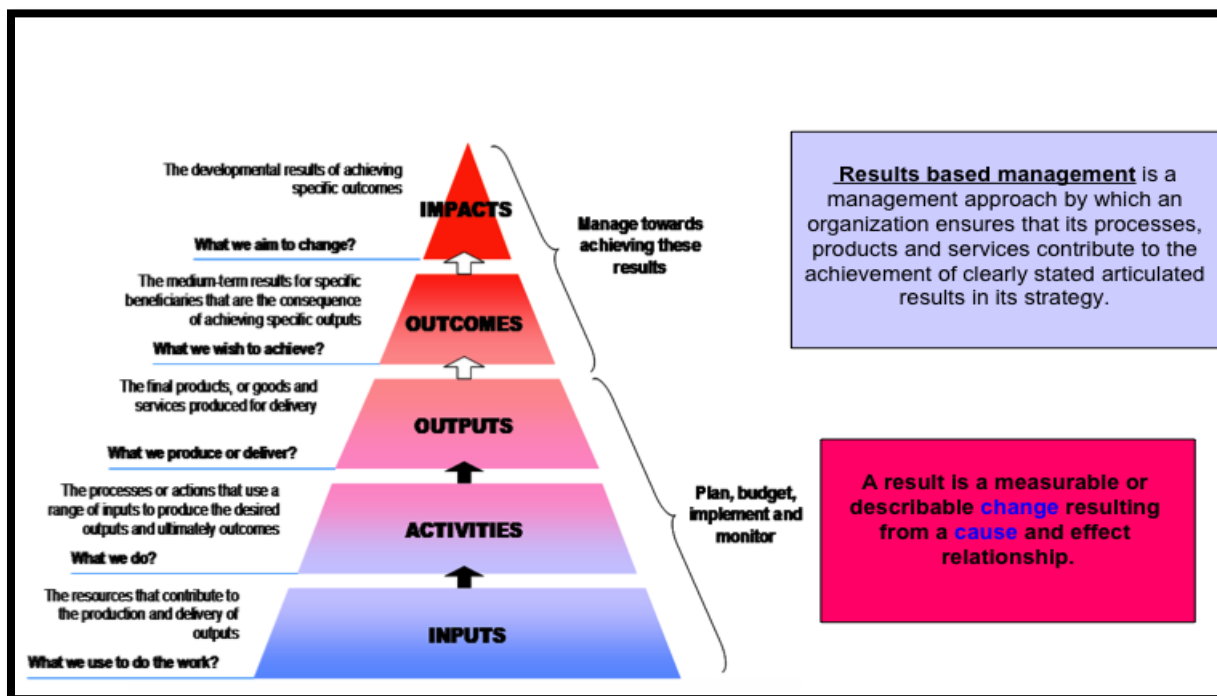 The developmental results of achieving
specific outcomes
IMPACTS
What we aim to change?
The medium-term results for specific
beneficiaries that are the consequence
of achieving specific outputs
OUTCOMES
What we wish to achieve?
The final products, or goods and
services produced for delivery
OUTPUTS
What we produce or deliver?
The processes or actions that use a
range of inputs to produce the desired
outputs and ultimately outcomes
ACTIVITIES
What we do?
The resources that contribute to
the production and delivery of
outputs
INPUTS
What we use to do the work?
Manage towards
achieving these
results
Plan, budget,
implement and
monitor
Results based management is a
management approach by which an
organization ensures that its processes,
products and services contribute to the
achievement of clearly stated articulated
results in its strategy.
A result is a measurable or
describable change resulting
from a cause and effect
relationship.